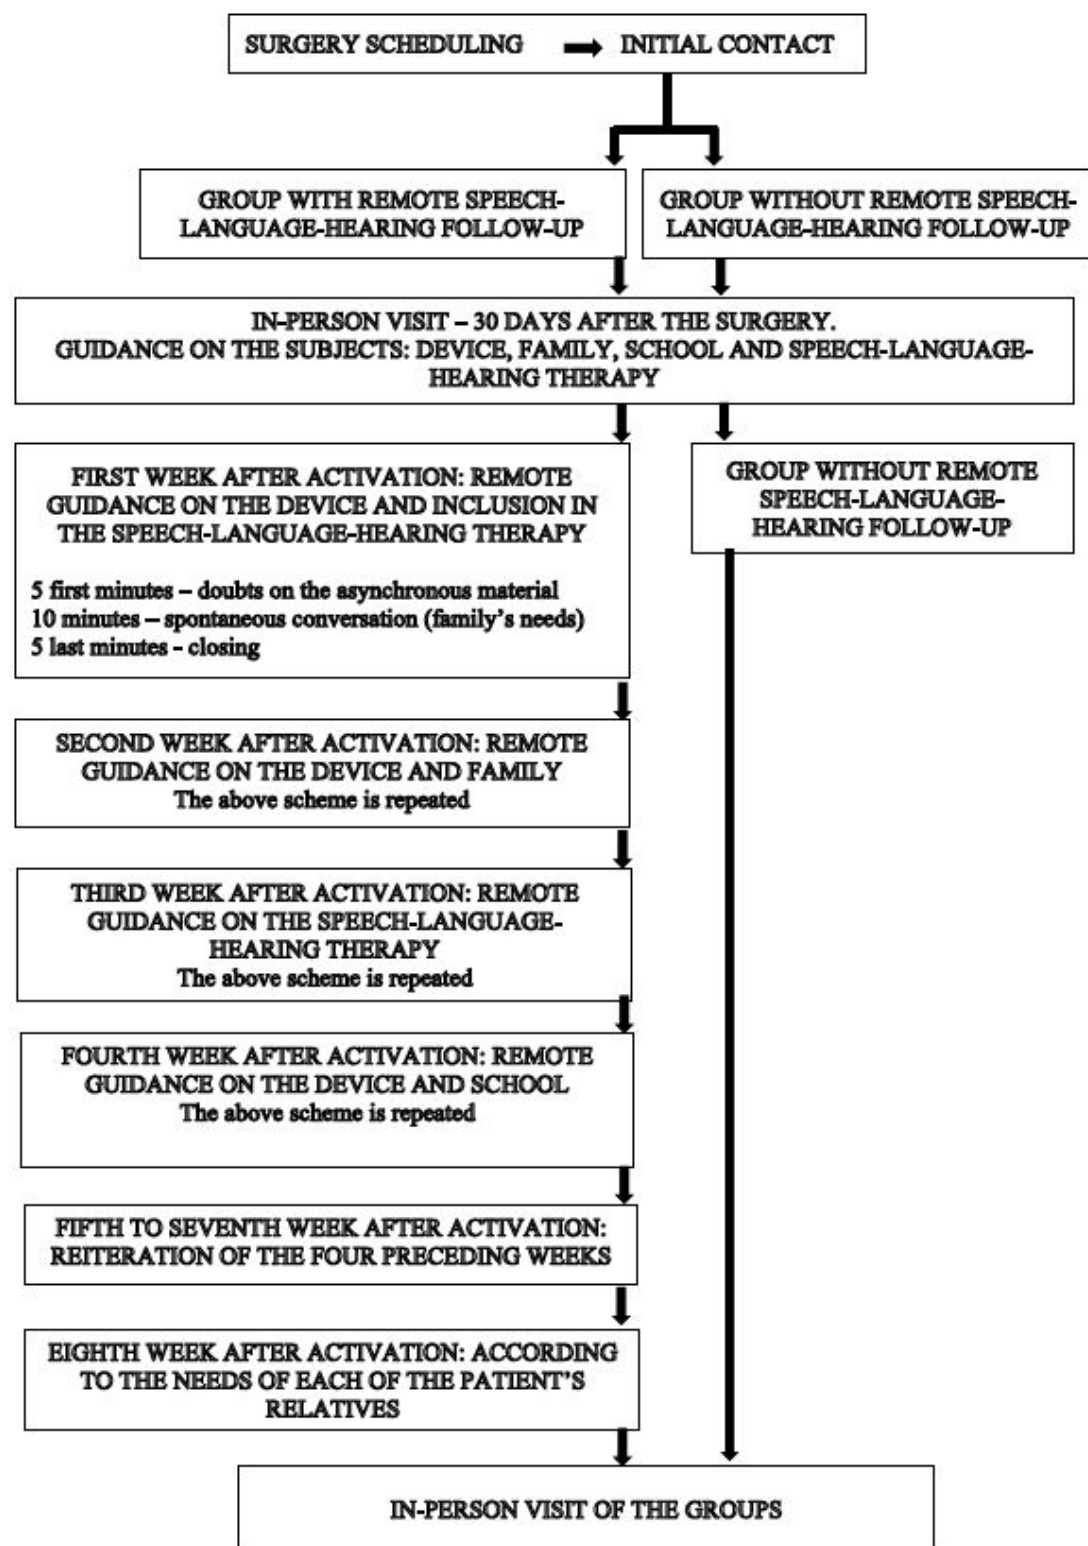 SURGERY SCHEDULING INITIAL CONTACT
GROUP WITH REMOTE SPEECH-
LANGUAGE-HEARING FOLLOW-UP
GROUP WITHOUT REMOTE SPEECH-
LANGUAGE-HEARING FOLLOW-UP
IN-PERSON VISIT – 30 DAYS AFTER THE SURGERY.
GUIDANCE ON THE SUBJECTS: DEVICE, FAMILY, SCHOOL AND SPEECH-LANGUAGE-
HEARING THERAPY
FIRST WEEK AFTER ACTIVATION: REMOTE
GUIDANCE ON THE DEVICE AND INCLUSION IN
THE SPEECH-LANGUAGE-HEARING THERAPY
5 first minutes – doubts on the asynchronous material
10 minutes – spontaneous conversation (family's needs)
5 last minutes - closing
GROUP WITHOUT REMOTE
SPEECH-LANGUAGE-
HEARING FOLLOW-UP
SECOND WEEK AFTER ACTIVATION: REMOTE
GUIDANCE ON THE DEVICE AND FAMILY
The above scheme is repeated
THIRD WEEK AFTER ACTIVATION: REMOTE
GUIDANCE ON THE SPEECH-LANGUAGE-
HEARING THERAPY
The above scheme is repeated
FOURTH WEEK AFTER ACTIVATION: REMOTE
GUIDANCE ON THE DEVICE AND SCHOOL
The above scheme is repeated
FIFTH TO SEVENTH WEEK AFTER ACTIVATION:
REITERATION OF THE FOUR PRECEDING WEEKS
EIGHTH WEEK AFTER ACTIVATION: ACCORDING
TO THE NEEDS OF EACH OF THE PATIENT'S
RELATIVES
IN-PERSON VISIT OF THE GROUPS